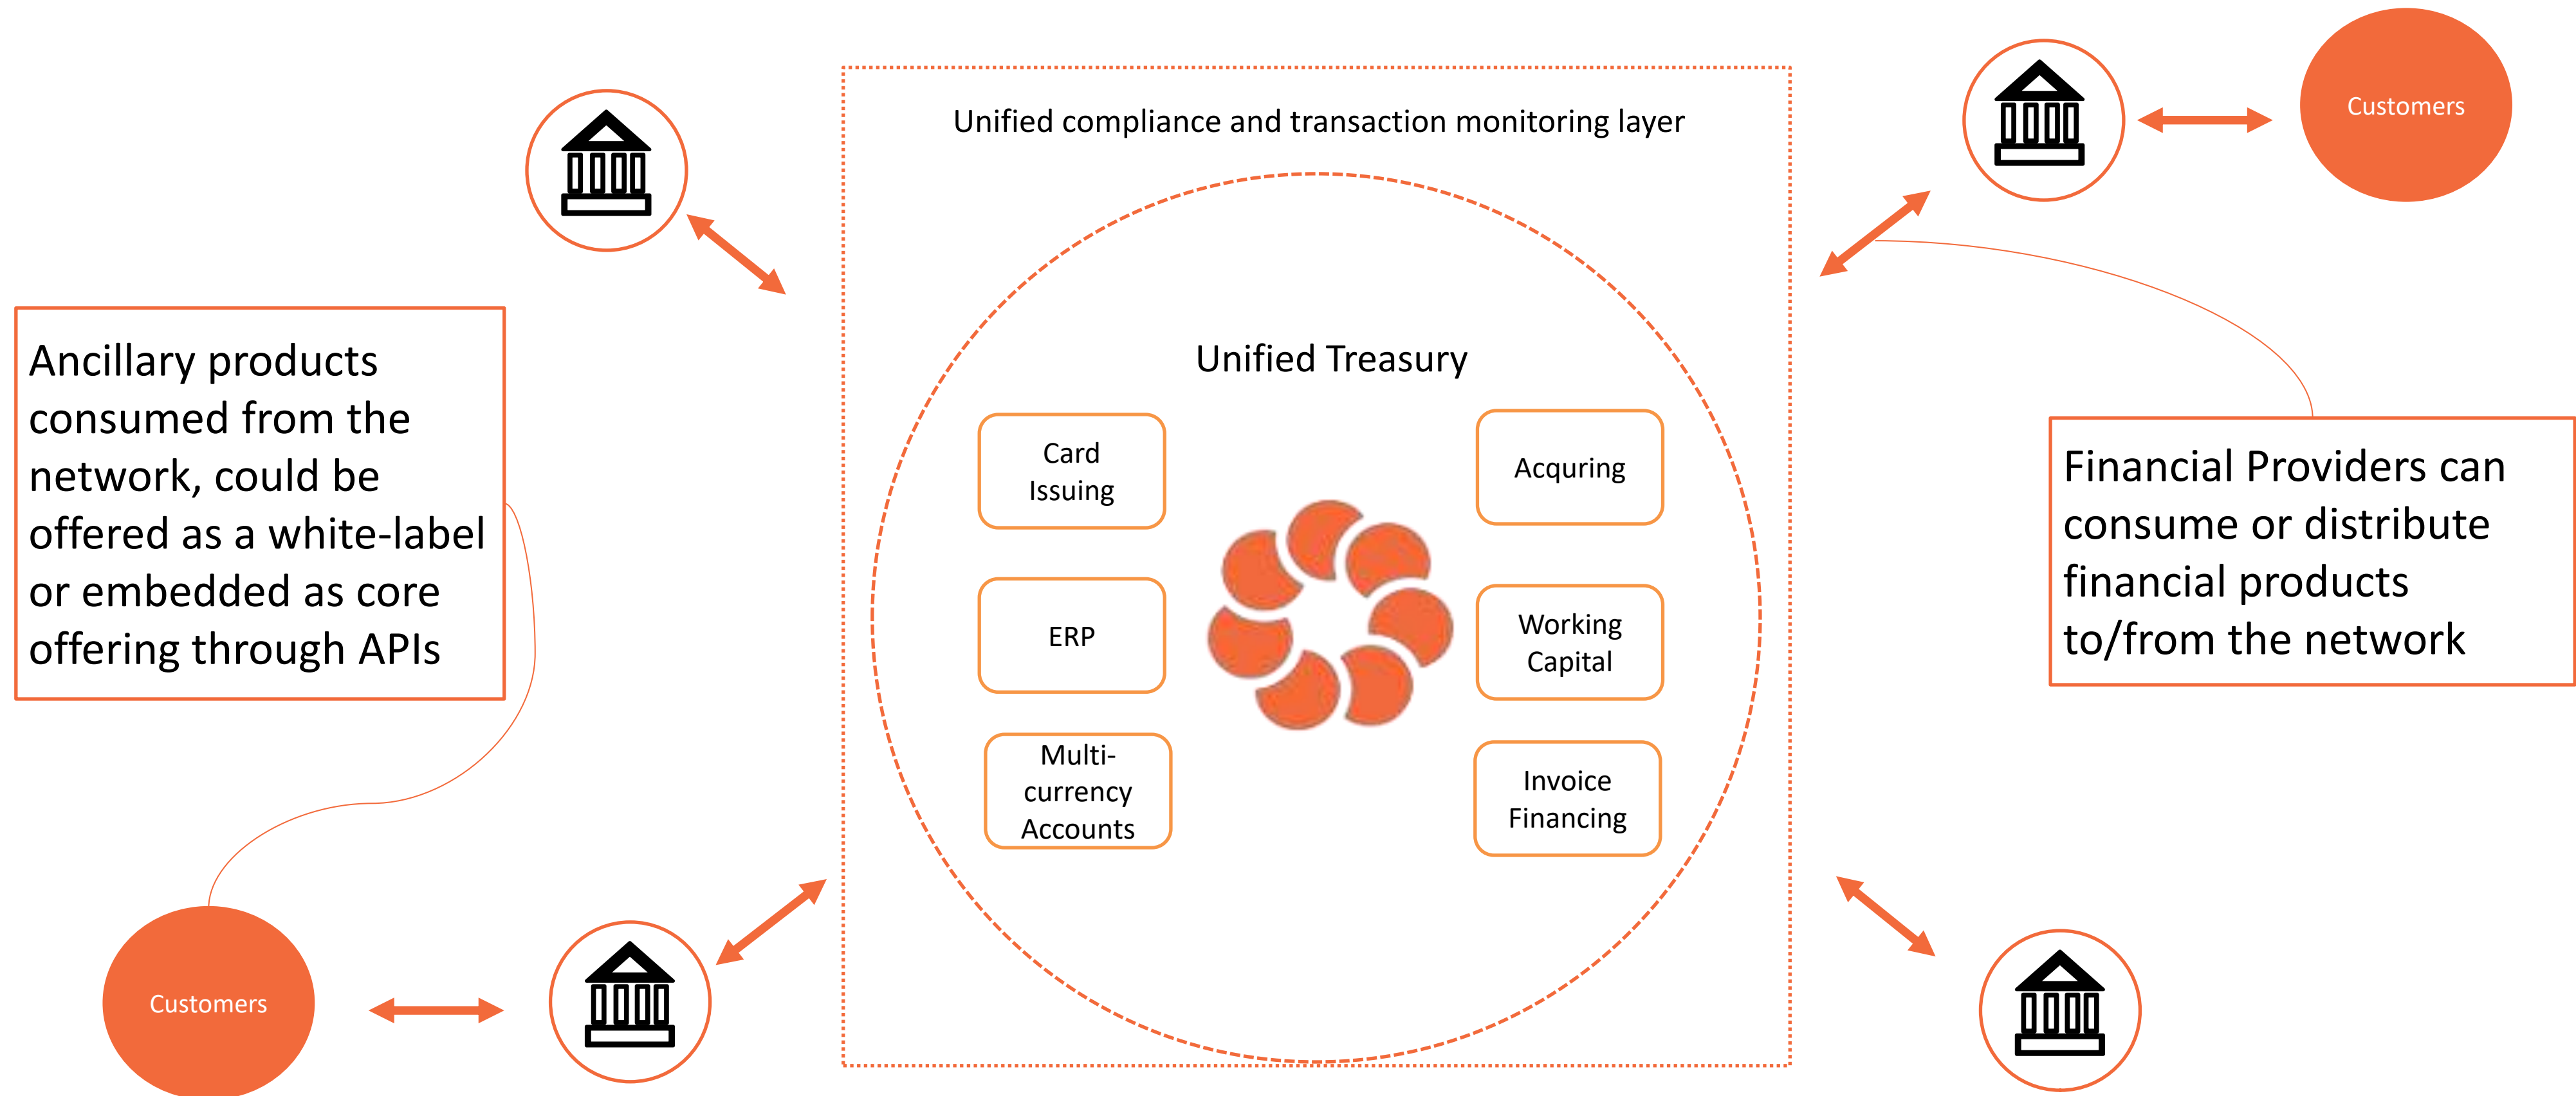 Customers
Unified compliance and transaction monitoring layer
Ancillary products
consumed from the
network, could be
offered as a white-label
or embedded as core
offering through APIs
Unified Treasury
Card
Issuing
Acquring
ERP
Working
Capital
Multi-
currency
Accounts
Invoice
Financing
Financial Providers can
consume or distribute
financial products
to/from the network
Customers